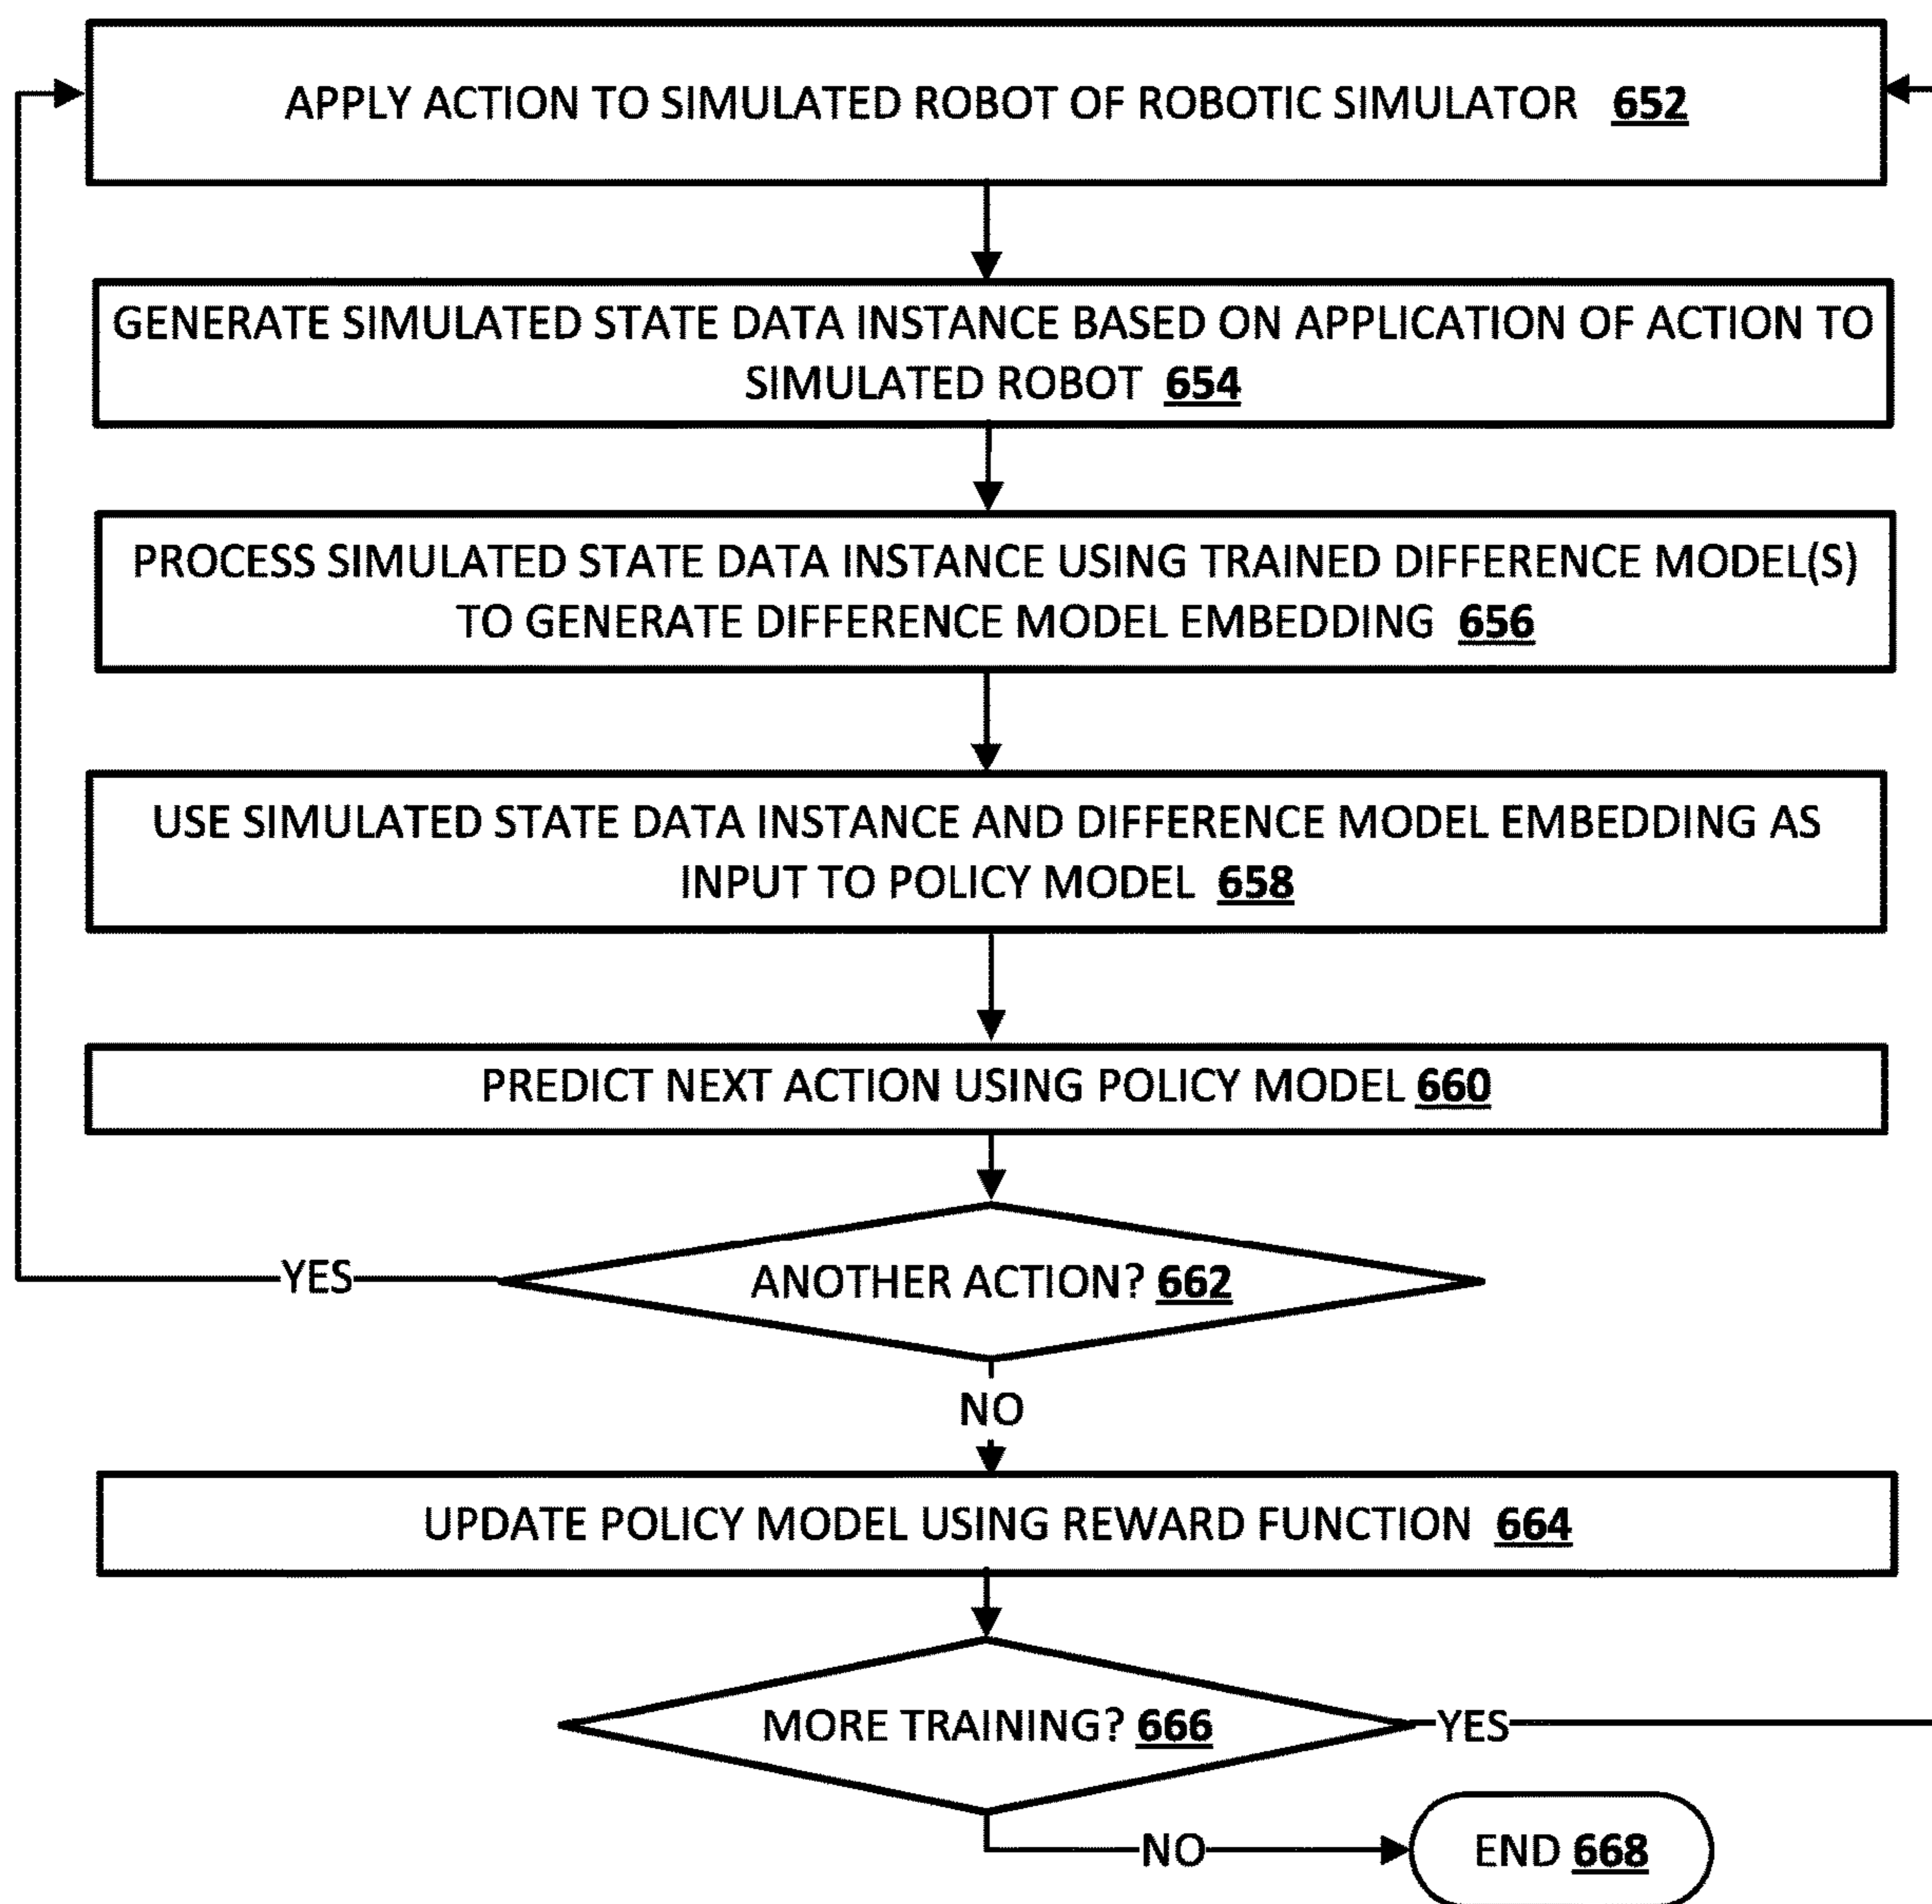 APPLY ACTION TO SIMULATED ROBOT OF ROBOTIC SIMULATOR 652
GENERATE SIMULATED STATE DATA INSTANCE BASED ON APPLICATION OF ACTION TO
SIMULATED ROBOT 654
PROCESS SIMULATED STATE DATA INSTANCE USING TRAINED DIFFERENCE MODEL(S)
TO GENERATE DIFFERENCE MODEL EMBEDDING 656
USE SIMULATED STATE DATA INSTANCE AND DIFFERENCE MODEL EMBEDDING AS
INPUT TO POLICY MODEL 658
PREDICT NEXT ACTION USING POLICY MODEL 660
YES
ANOTHER ACTION? 662
NO
UPDATE POLICY MODEL USING REWARD FUNCTION 664
MORE TRAINING? 666
YES
NO
END 668